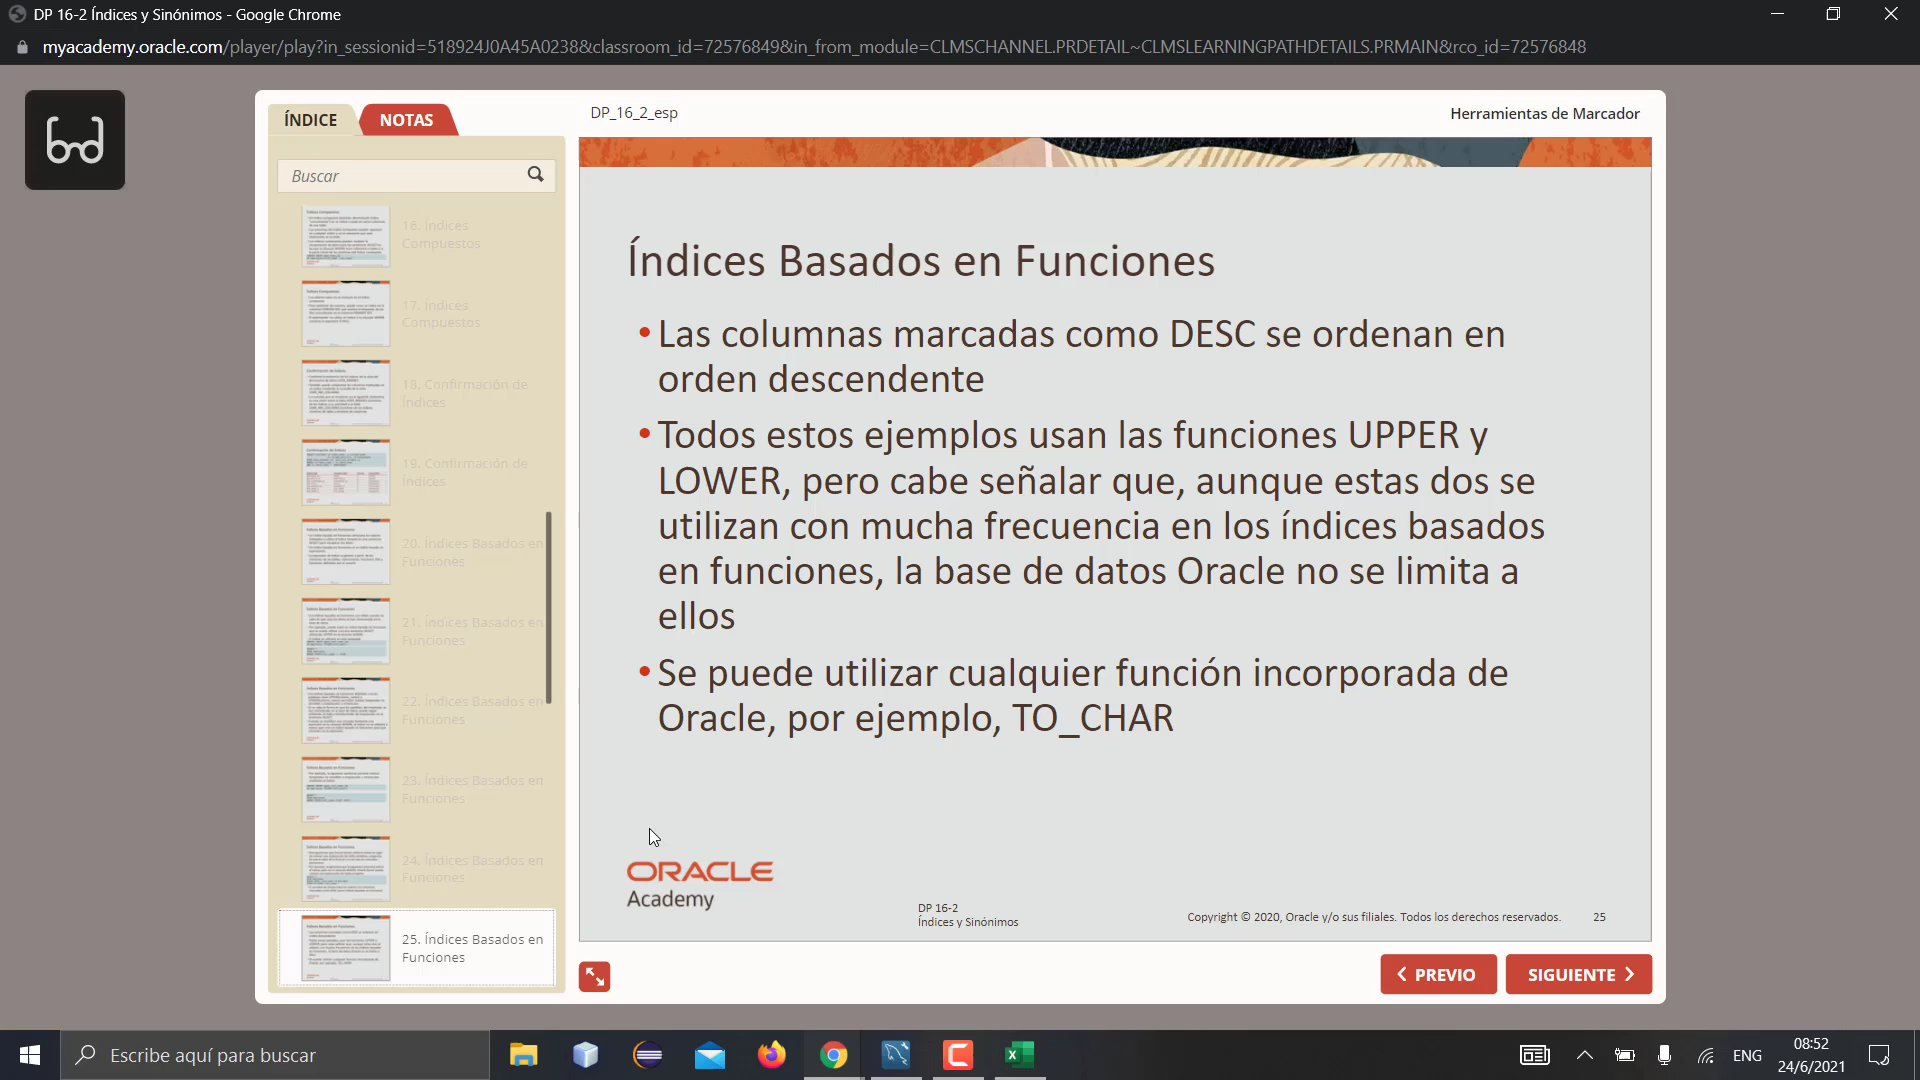 DP 16-2 Índices y Sinónimos - Google Chrome
myacademy.oracle.com/player/play?in_sessionid=518924J0A45A0238&classroom_id=72576849&in_from_module=CLMSCHANNEL.PRDETAIL~CLMSLEARNINGPATHDETAILS.PRMAIN&rco_id=72576848
ÍNDICE
NOTAS
DP_16_2_esp
Herramientas de Marcador
Buscar
16. Índices
Compuestos
17. Índices
Compuestos
18. Confirmación de
Índices
19. Confirmación de
Índices
20. Índices Basados en
Funciones
21. Índices Basados en
Funciones
22. Índices Basados en
Funciones
23. Índices Basados en
Funciones
24. Índices Basados en
Funciones
25. Índices Basados en
Funciones
Índices Basados en Funciones
• Las columnas marcadas como DESC se ordenan en
orden descendente
• Todos estos ejemplos usan las funciones UPPER y
LOWER, pero cabe señalar que, aunque estas dos se
utilizan con mucha frecuencia en los índices basados
en funciones, la base de datos Oracle no se limita a
ellos
• Se puede utilizar cualquier función incorporada de
Oracle, por ejemplo, TO_CHAR
ORACLE
Academy
DP 16-2
Índices y Sinónimos
Copyright © 2020, Oracle y/o sus filiales. Todos los derechos reservados.
25
PREVIO
SIGUIENTE
Escribe aquí para buscar
ENG
08:52
24/6/2021